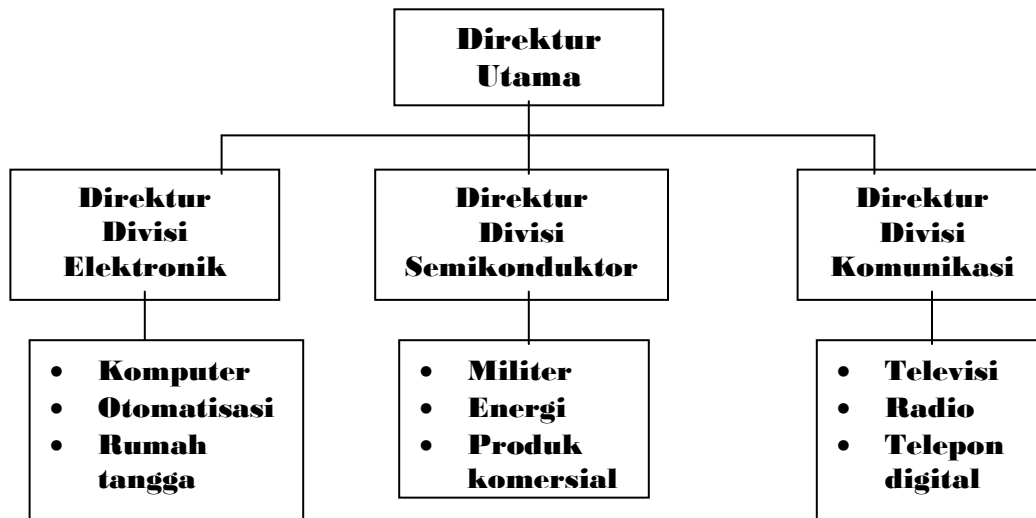 Direktur
Utama
Direktur
Divisi
Elektronik
Direktur
Divisi
Semikonduktor
Direktur
Divisi
Komunikasi
• Komputer
• Otomatisasi
• Rumah
tangga
• Militer
• Energi
• Produk
komersial
• Televisi
• Radio
• Telepon
digital